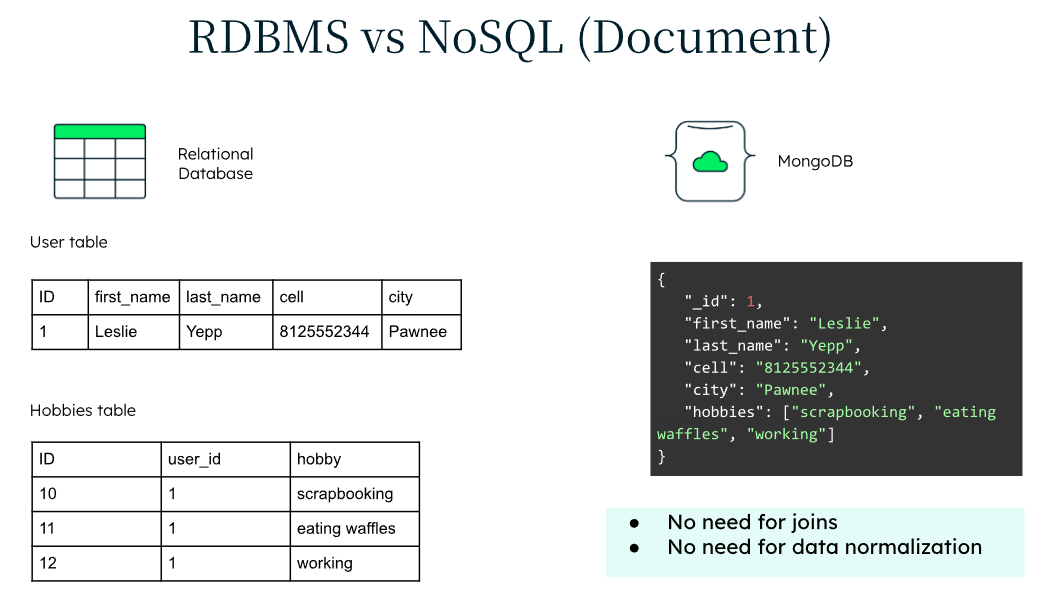 RDBMS vs NoSQL (Document)
Relational
Database
MongoDB
User table
ID first_name last_name cell city
1 Leslie Yepp 8125552344 Pawnee
Hobbies table
ID user_id hobby
10 1 scrapbooking
11 1 eating waffles
12 1 working
{
"_id": 1,
"first_name": "Leslie",
"last_name": "Yepp",
"cell": "8125552344",
"city": "Pawnee",
"hobbies": ["scrapbooking", "eating
waffles", "working"]
}
● No need for joins
● No need for data normalization